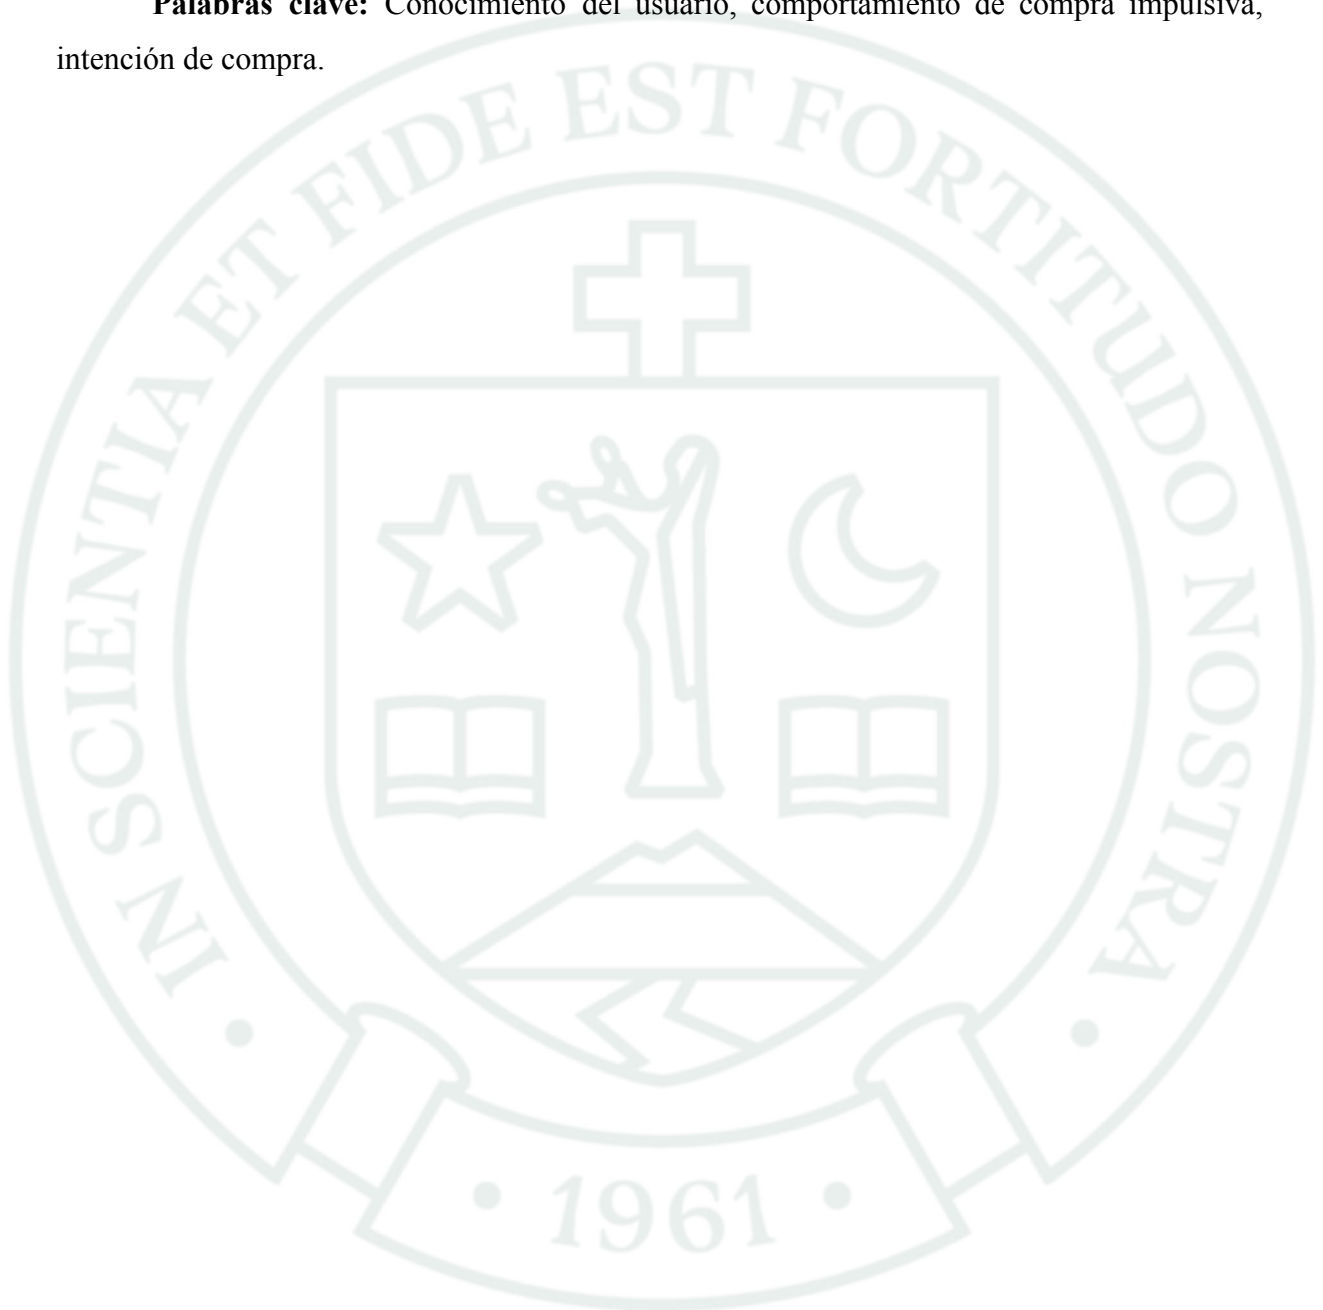 Palabras clave: Conocimiento del usuario, comportamiento de compra impulsiva,
intención de compra.
IN SCIENTIA ET FIDE EST FORTITUDO NOSTRA
• 1961 •